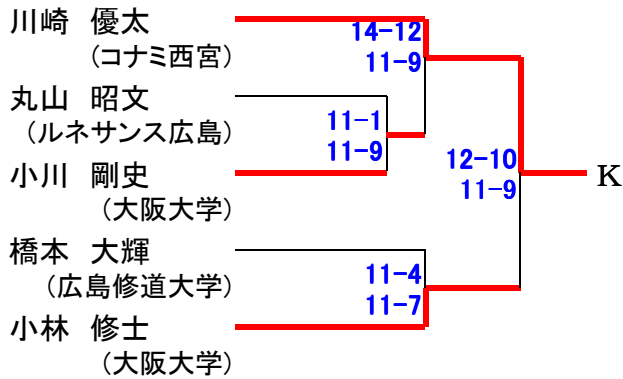 川崎 優太
(コナミ西宮)
14-12
11-9
丸山 昭文
(ルネサンス広島)
11-1
11-9
小川 剛史
(大阪大学)
12-10
11-9
K
橋本 大輝
(広島修道大学)
11-4
11-7
小林 修士
(大阪大学)